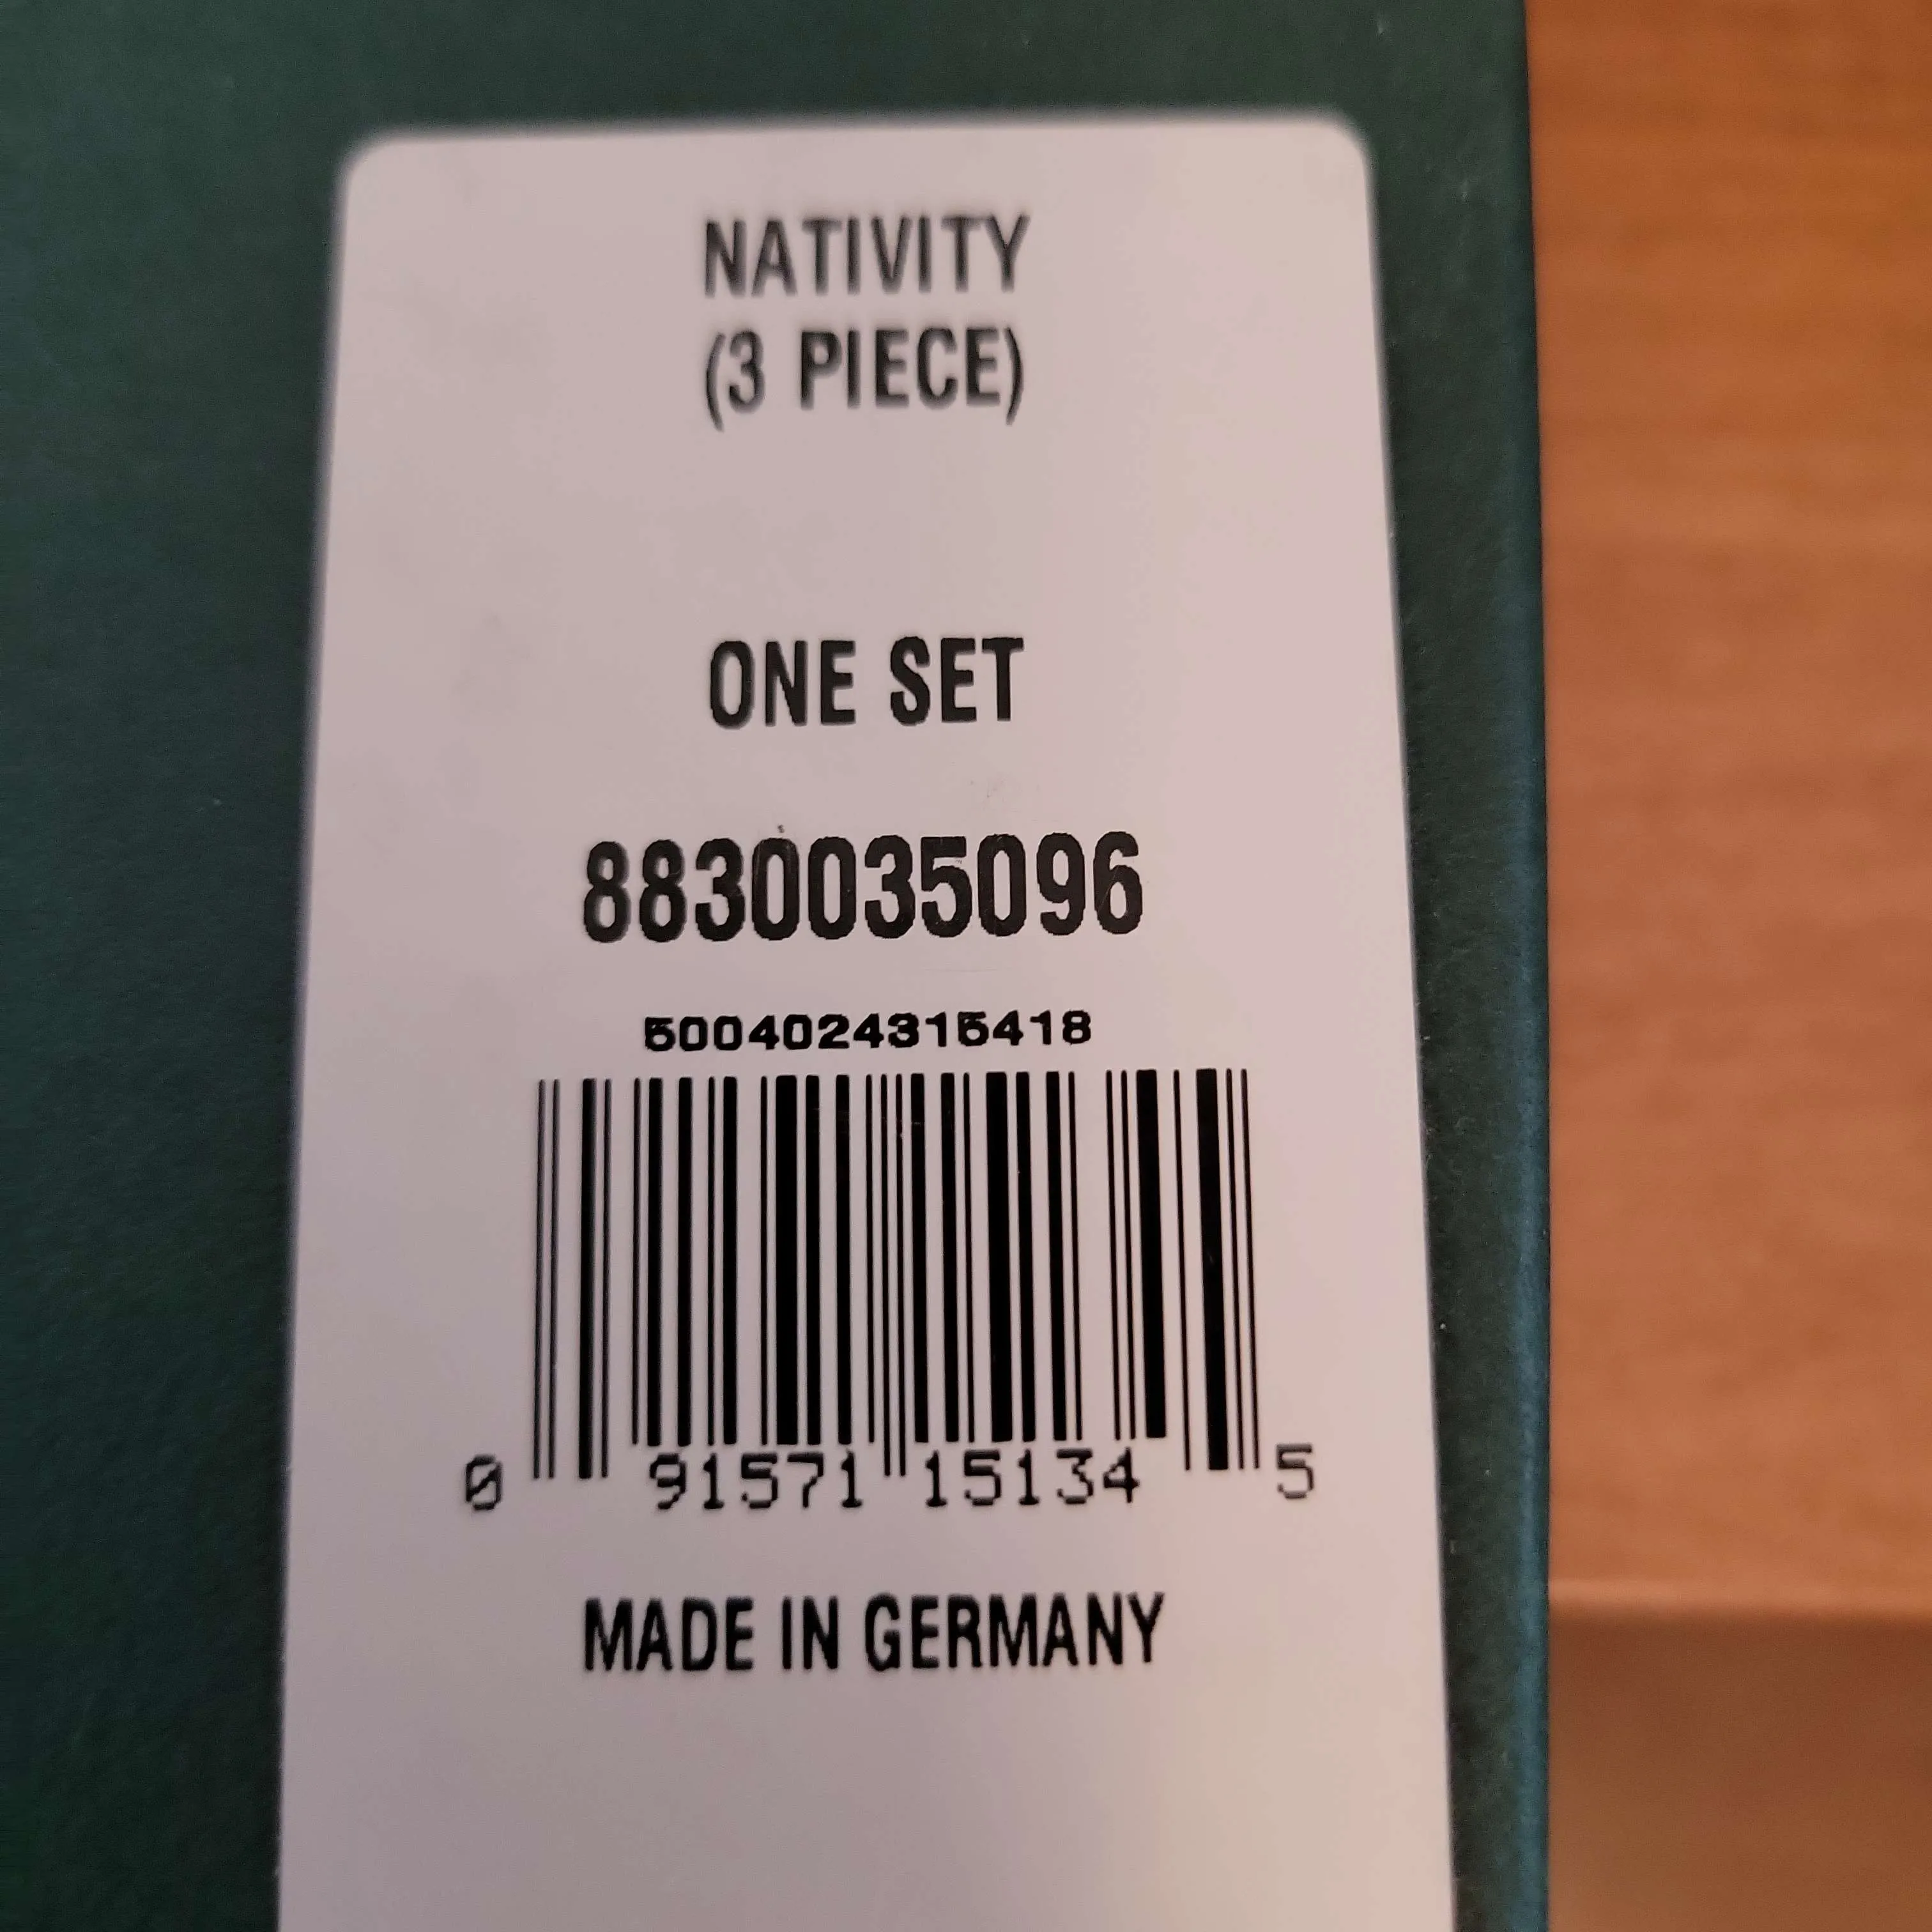 NATIVITY
(3 PIECE)
ONE SET
8830035096
5004024315418
0 91571 15134 5
MADE IN GERMANY